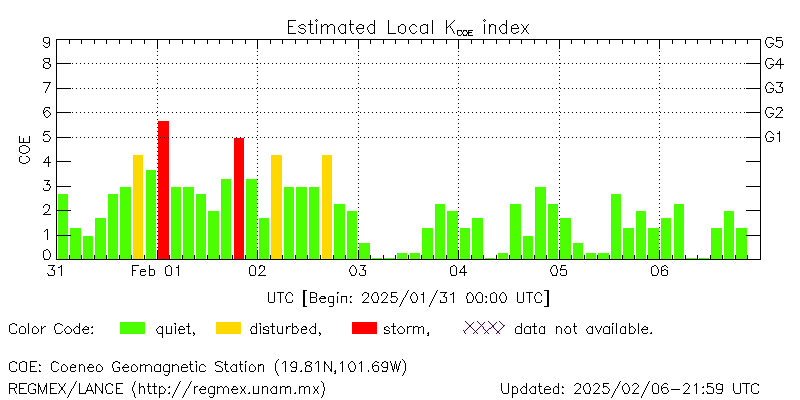 Estimated Local KCOE index
9
8
7
6
5
4
3
2
1
0
COE
G5
G4
G3
G2
G1
31 Feb 01 02 03 04 05 06
UTC [Begin: 2025/01/31 00:00 UTC]
Color Code: quiet, disturbed, storm, data not available.
COE: Coeneo Geomagnetic Station (19.81N,101.69W)
REGMEX/LANCE (http://regmex.unam.mx) Updated: 2025/02/06-21:59 UTC